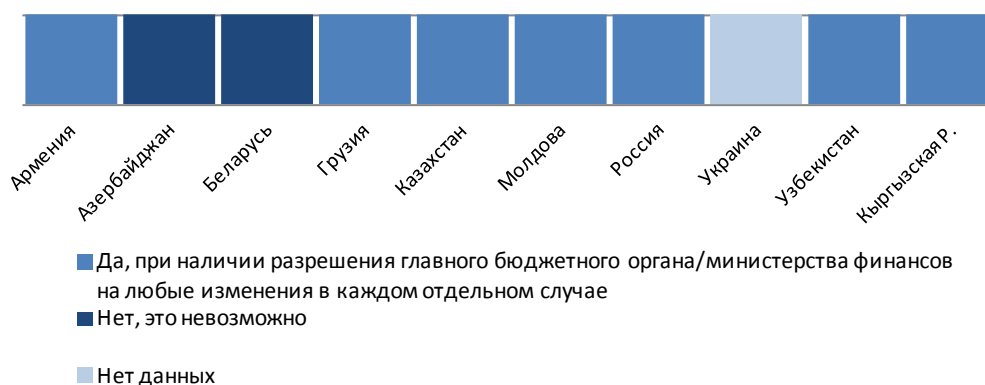 Армения
Азербайджан
Беларусь
Грузия
Казахстан
Молдова
Россия
Украина
Узбекистан
Кыргызская Р.
Да, при наличии разрешения главного бюджетного органа/министерства финансов
на любые изменения в каждом отдельном случае
Нет, это невозможно
Нет данных